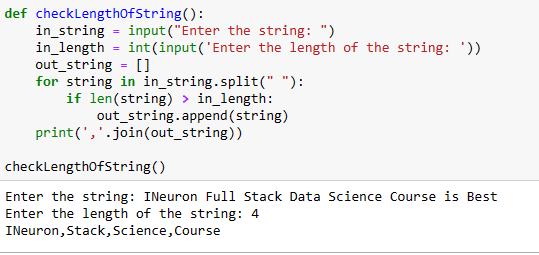 def checkLengthOfString():
    in_string = input("Enter the string: ")
    in_length = int(input('Enter the length of the string: '))
    out_string = []
    for string in in_string.split(" "):
        if len(string) > in_length:
            out_string.append(string)
    print(','.join(out_string))

checkLengthOfString()
Enter the string: INeuron Full Stack Data Science Course is Best
Enter the length of the string: 4
INeuron,Stack,Science,Course